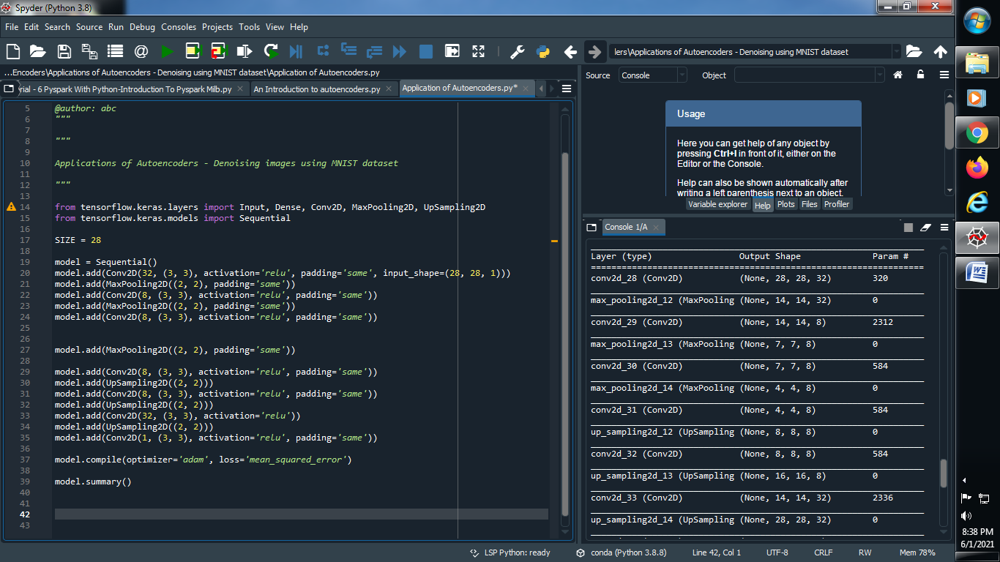 Spyder (Python 3.8)
File Edit Search Source Run Debug Consoles Projects Tools View Help
lers\Applications of Autoencoders - Denoising using MNIST dataset
...Encoders\Applications of Autoencoders - Denoising using MNIST dataset\Application of Autoencoders.py
rial - 6 Pyspark With Python-Introduction To Pyspark Mlib.py An Introduction to autoencoders.py Application of Autoencoders.py*
5 @author: abc
6 """
7
8 """
9
10 Applications of Autoencoders - Denoising images using MNIST dataset
11
12 """
13
14 from tensorflow.keras.layers import Input, Dense, Conv2D, MaxPooling2D, UpSampling2D
15 from tensorflow.keras.models import Sequential
16
17 SIZE = 28
18
19 model = Sequential()
20 model.add(Conv2D(32, (3, 3), activation='relu', padding='same', input_shape=(28, 28, 1)))
21 model.add(MaxPooling2D((2, 2), padding='same'))
22 model.add(Conv2D(8, (3, 3), activation='relu', padding='same'))
23 model.add(MaxPooling2D((2, 2), padding='same'))
24 model.add(Conv2D(8, (3, 3), activation='relu', padding='same'))
25
26
27 model.add(MaxPooling2D((2, 2), padding='same'))
28
29 model.add(Conv2D(8, (3, 3), activation='relu', padding='same'))
30 model.add(UpSampling2D((2, 2)))
31 model.add(Conv2D(8, (3, 3), activation='relu', padding='same'))
32 model.add(UpSampling2D((2, 2)))
33 model.add(Conv2D(32, (3, 3), activation='relu'))
34 model.add(UpSampling2D((2, 2)))
35 model.add(Conv2D(1, (3, 3), activation='relu', padding='same'))
36
37 model.compile(optimizer='adam', loss='mean_squared_error')
38
39 model.summary()
40
41
42
43
Source Console Object
Usage
Here you can get help of any object by
pressing Ctrl+I in front of it, either on the
Editor or the Console.
Help can also be shown automatically after
writing a left parenthesis next to an object.
Variable explorer Help Plots Files Profiler
Console 1/A
Layer (type) Output Shape Param #
=================================================================
conv2d_28 (Conv2D) (None, 28, 28, 32) 320
max_pooling2d_12 (MaxPooling (None, 14, 14, 32) 0
conv2d_29 (Conv2D) (None, 14, 14, 8) 2312
max_pooling2d_13 (MaxPooling (None, 7, 7, 8) 0
conv2d_30 (Conv2D) (None, 7, 7, 8) 584
max_pooling2d_14 (MaxPooling (None, 4, 4, 8) 0
conv2d_31 (Conv2D) (None, 4, 4, 8) 584
up_sampling2d_12 (UpSampling (None, 8, 8, 8) 0
conv2d_32 (Conv2D) (None, 8, 8, 8) 584
up_sampling2d_13 (UpSampling (None, 16, 16, 8) 0
conv2d_33 (Conv2D) (None, 14, 14, 32) 2336
up_sampling2d_14 (UpSampling (None, 28, 28, 32) 0
LSP Python: ready conda (Python 3.8.8) Line 42, Col 1 UTF-8 CRLF RW Mem 78%
8:38 PM
6/1/2021